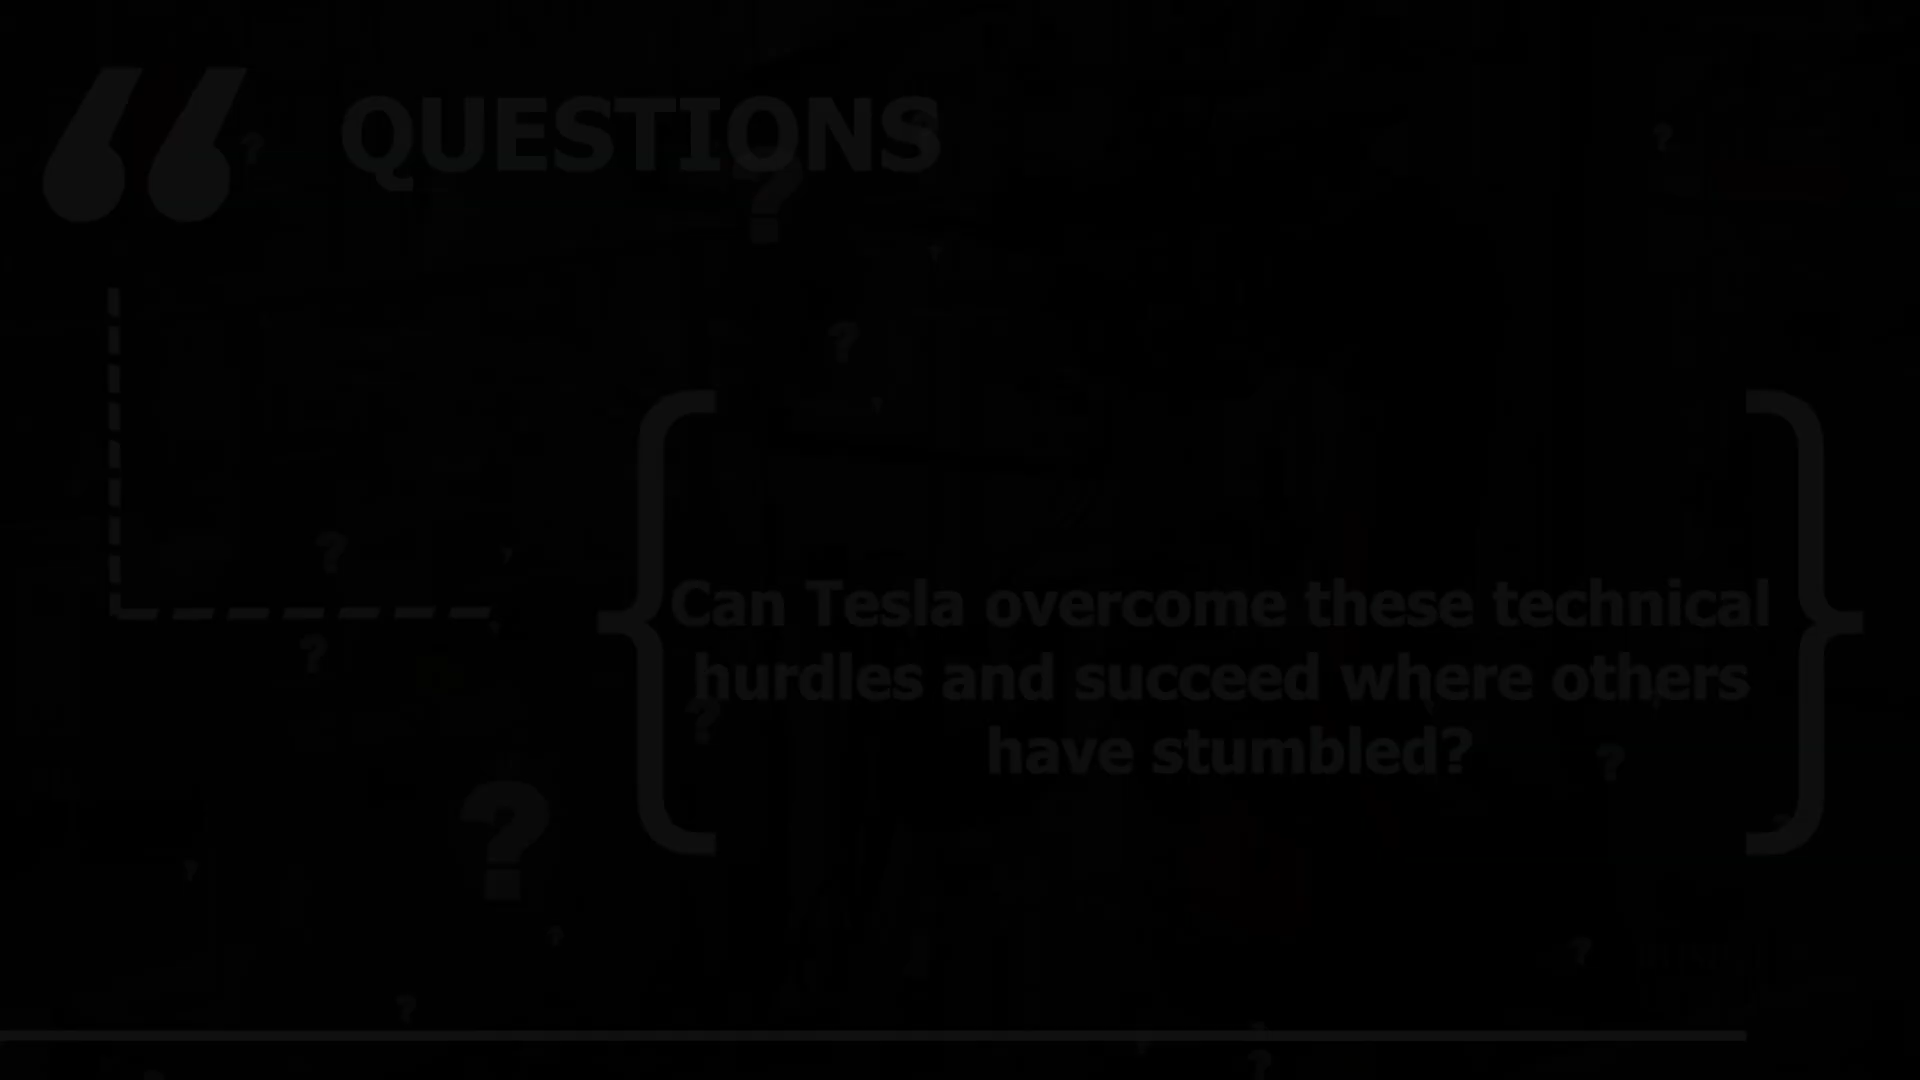 “ QUESTIONS
Can Tesla overcome these technical
hurdles and succeed where others
have stumbled?